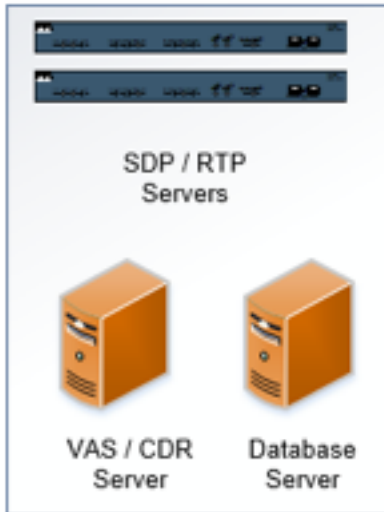 SDP / RTP
Servers
VAS / CDR
Server
Database
Server